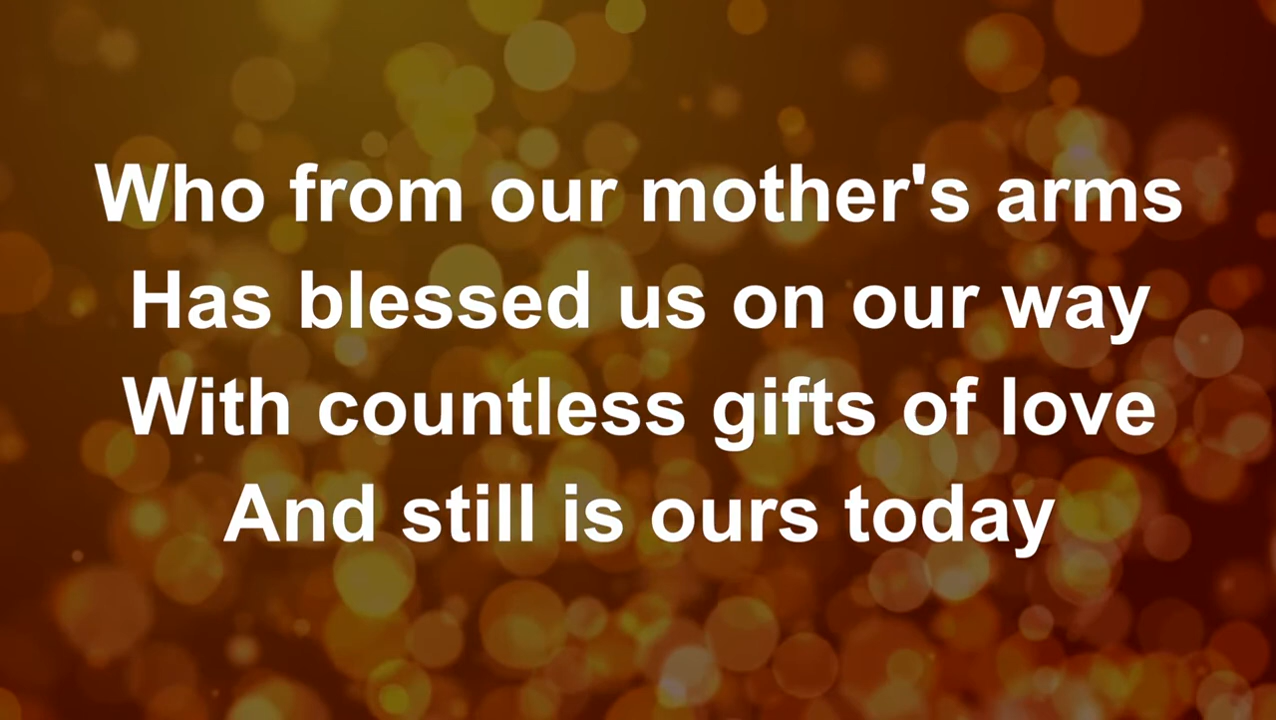 Who from our mother's arms
Has blessed us on our way
With countless gifts of love
And still is ours today